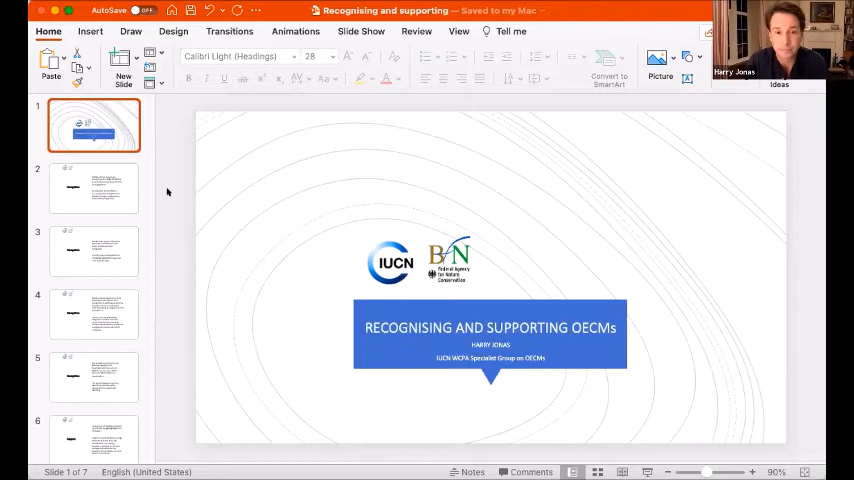 AutoSave OFF
Recognising and supporting — Saved to my Mac
Home Insert Draw Design Transitions Animations Slide Show Review View Tell me
Paste
New
Slide
Calibri Light (Headings) 28
B I U ab
Convert to
SmartArt
Picture
Harry Jonas
Ideas
1
2
3
4
5
6
IUCN
BfN
Federal Agency
for Nature
Conservation
RECOGNISING AND SUPPORTING OECMs
HARRY JONAS
IUCN WCPA Specialist Group on OECMs
Slide 1 of 7 English (United States) Notes Comments 90%